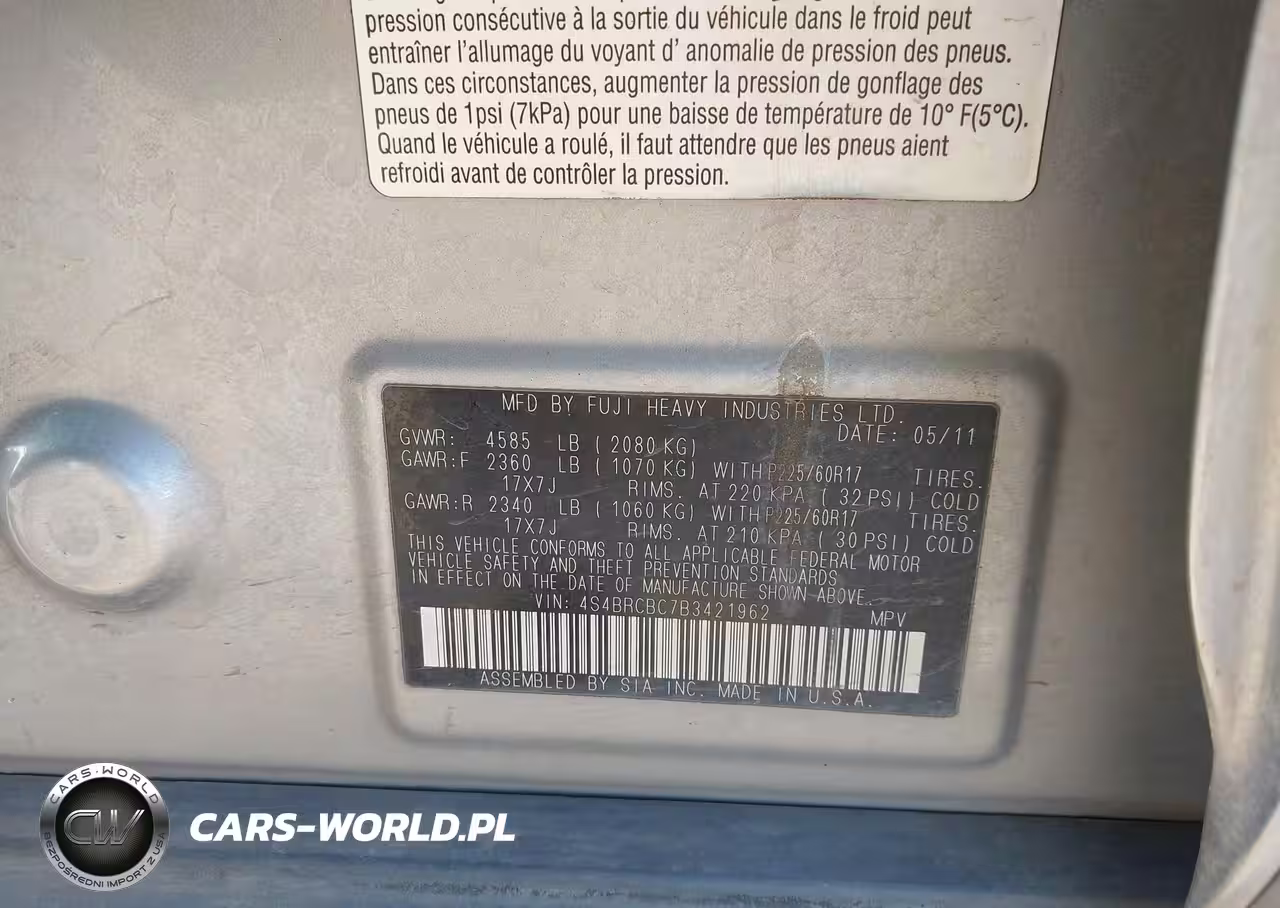 pression consécutive à la sortie du véhicule dans le froid peut
entraîner l'allumage du voyant d' anomalie de pression des pneus.
Dans ces circonstances, augmenter la pression de gonflage des
pneus de 1psi (7kPa) pour une baisse de température de 10° F(5°C).
Quand le véhicule a roulé, il faut attendre que les pneus aient
refroidi avant de contrôler la pression.
MFD BY FUJI HEAVY INDUSTRIES LTD.
DATE: 05/11
GVWR: 4585 LB ( 2080 KG)
GAWR:F 2360 LB ( 1070 KG) WITH P225/60R17 TIRES.
17X7J RIMS. AT 220 KPA ( 32 PSI) COLD
GAWR:R 2340 LB ( 1060 KG) WITH P225/60R17 TIRES.
17X7J RIMS. AT 210 KPA ( 30 PSI) COLD
THIS VEHICLE CONFORMS TO ALL APPLICABLE FEDERAL MOTOR
VEHICLE SAFETY AND THEFT PREVENTION STANDARDS
IN EFFECT ON THE DATE OF MANUFACTURE SHOWN ABOVE.
VIN: 4S4BRCBC7B3421962 MPV
ASSEMBLED BY SIA INC. MADE IN U.S.A.
CARS-WORLD
CW
BEZPOŚREDNI IMPORT Z USA
CARS-WORLD.PL